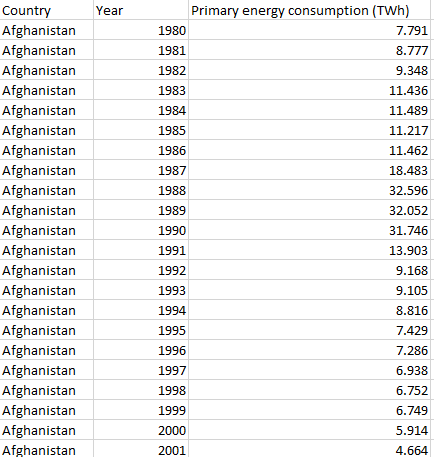 Country Year Primary energy consumption (TWh)
Afghanistan 1980 7.791
Afghanistan 1981 8.777
Afghanistan 1982 9.348
Afghanistan 1983 11.436
Afghanistan 1984 11.489
Afghanistan 1985 11.217
Afghanistan 1986 11.462
Afghanistan 1987 18.483
Afghanistan 1988 32.596
Afghanistan 1989 32.052
Afghanistan 1990 31.746
Afghanistan 1991 13.903
Afghanistan 1992 9.168
Afghanistan 1993 9.105
Afghanistan 1994 8.816
Afghanistan 1995 7.429
Afghanistan 1996 7.286
Afghanistan 1997 6.938
Afghanistan 1998 6.752
Afghanistan 1999 6.749
Afghanistan 2000 5.914
Afghanistan 2001 4.664